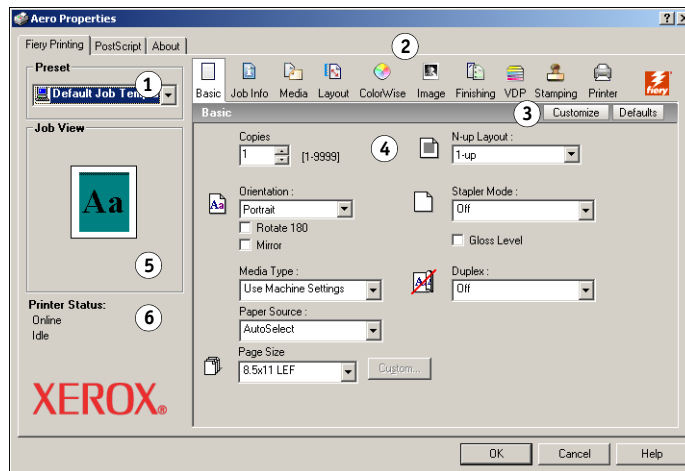 Aero Properties
Fiery Printing PostScript About
Preset
1
Default Job Temp
2
Basic Job Info Media Layout ColorWise Image Finishing VDP Stamping Printer
fiery
Basic
3
Customize Defaults
Job View
Aa
5
Copies
1 [1-9999]
4
N-up Layout :
1-up
Aa
Orientation :
Portrait
Rotate 180
Mirror
Stapler Mode :
Off
Gloss Level
Media Type :
Use Machine Settings
Duplex :
Off
Paper Source :
AutoSelect
Page Size
8.5x11 LEF
Custom...
Printer Status:
Online
Idle
6
XEROX®
OK Cancel Help